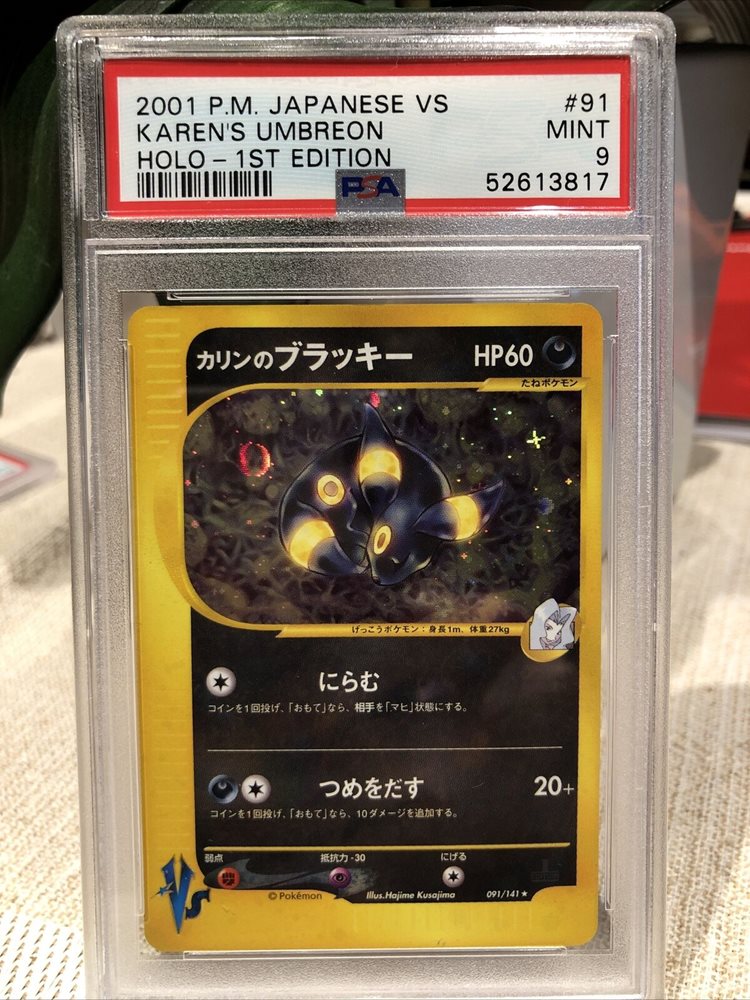 2001 P.M. JAPANESE VS #91
KAREN'S UMBREON MINT
HOLO - 1ST EDITION 9
PSA 52613817
カリンのブラッキー HP60
たねポケモン
げっこうポケモン:身長1m、体重27kg
にらむ
コインを1回投げ、「おもて」なら、相手を「マヒ」状態にする。
つめをだす 20+
コインを1回投げ、「おもて」なら、10ダメージを追加する。
弱点 抵抗力-30 にげる
VS © Pokémon Illus.Hajime Kusajima 091/141★